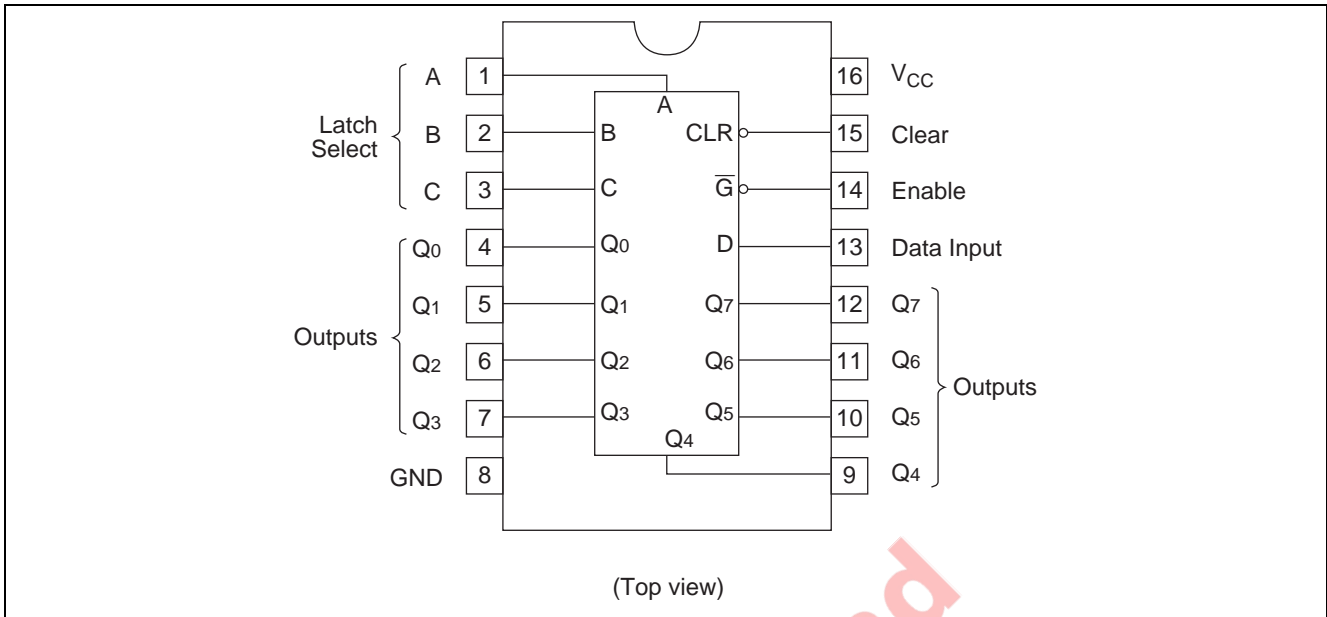 A 1 16 VCC
A
Latch Select B 2 B CLR 15 Clear
C 3 C G 14 Enable
Q0 4 Q0 D 13 Data Input
Q1 5 Q1 Q7 12 Q7
Outputs
Q2 6 Q2 Q6 11 Q6
Outputs
Q3 7 Q3 Q5 10 Q5
Q4
GND 8 9 Q4
(Top view)